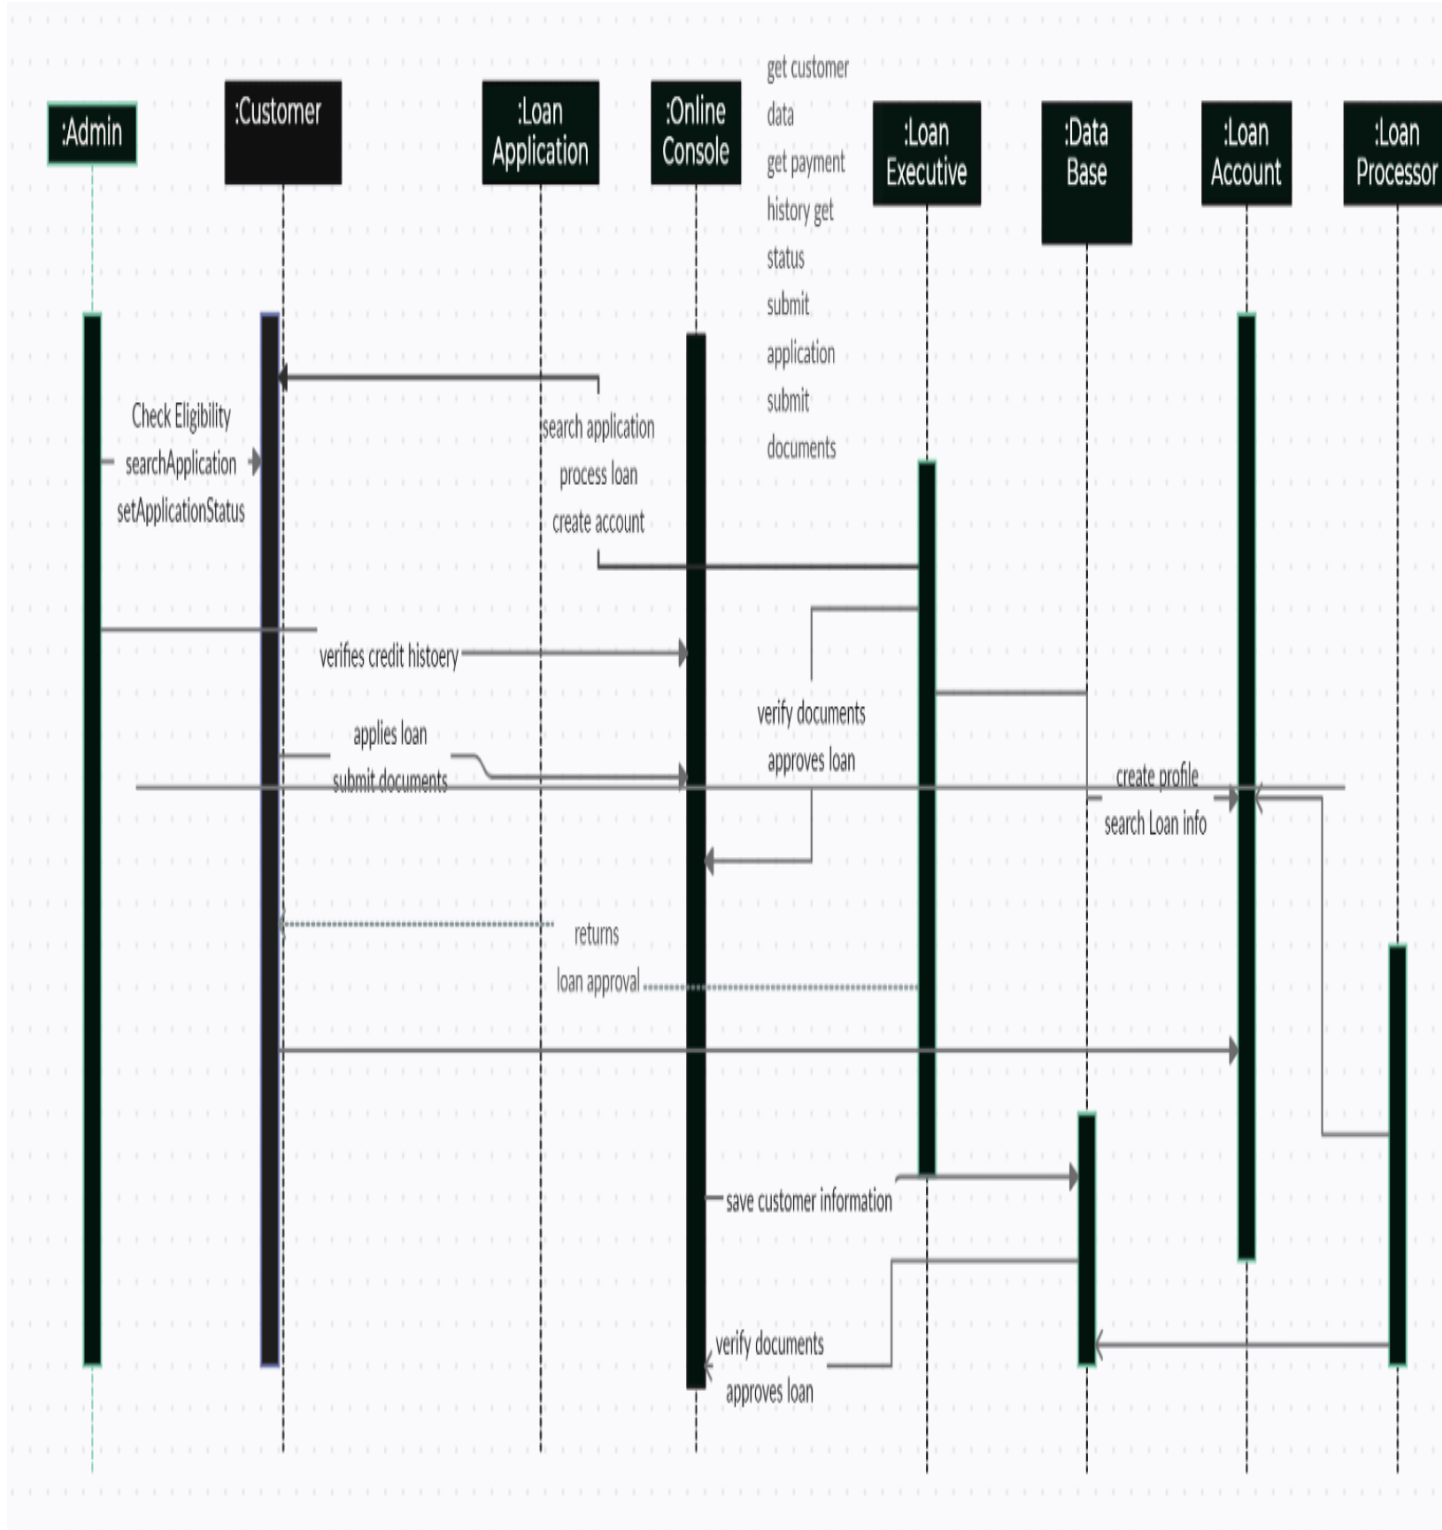 :Admin
:Customer
:Loan
Application
:Online
Console
get customer
data
get payment
history get
status
submit
application
submit
documents
:Loan
Executive
:Data
Base
:Loan
Account
:Loan
Processor
Check Eligibility
searchApplication
setApplicationStatus
search application
process loan
create account
verifies credit histoery
applies loan
submit documents
verify documents
approves loan
create profile
search Loan info
returns
loan approval
save customer information
verify documents
approves loan